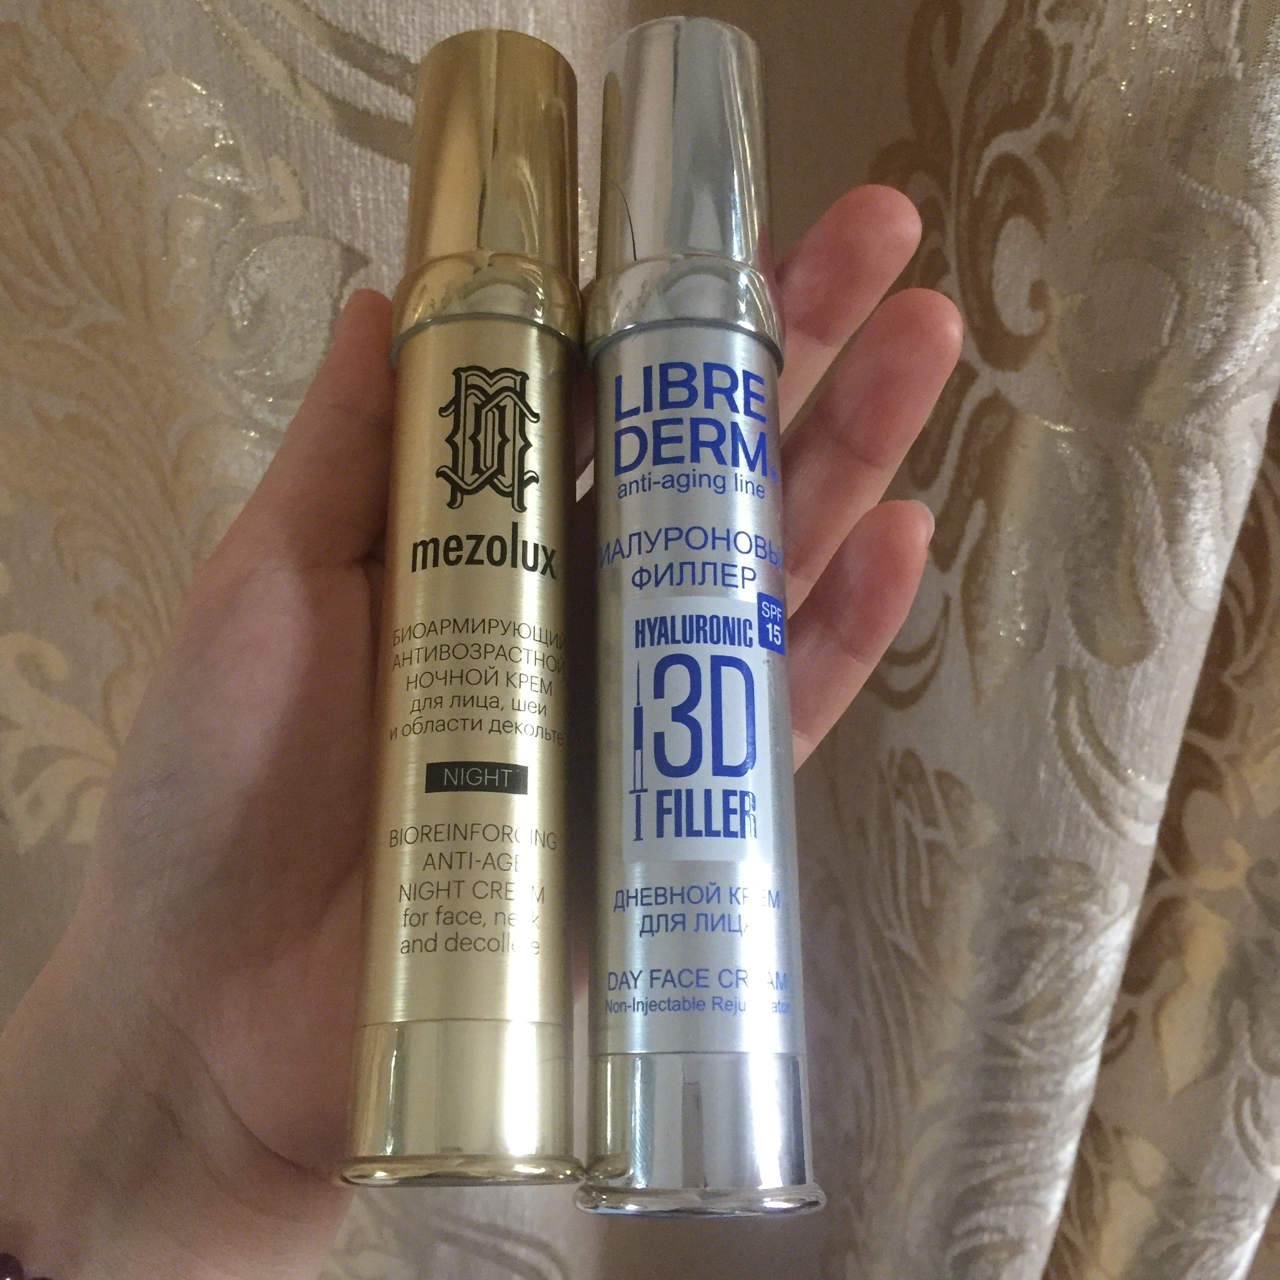 mezolux
БИОАРМИРУЮЩИЙ
АНТИВОЗРАСТНОЙ
НОЧНОЙ КРЕМ
для лица, шеи
и области декольте
NIGHT
BIOREINFORCING
ANTI-AGE
NIGHT CREAM
for face, neck
and decollete
LIBRE
DERM®
anti-aging line
ГИАЛУРОНОВЫЙ
ФИЛЛЕР
SPF
15
HYALURONIC
3D
FILLER
ДНЕВНОЙ КРЕМ
ДЛЯ ЛИЦА
DAY FACE CREAM
Non-Injectable Rejuvenator